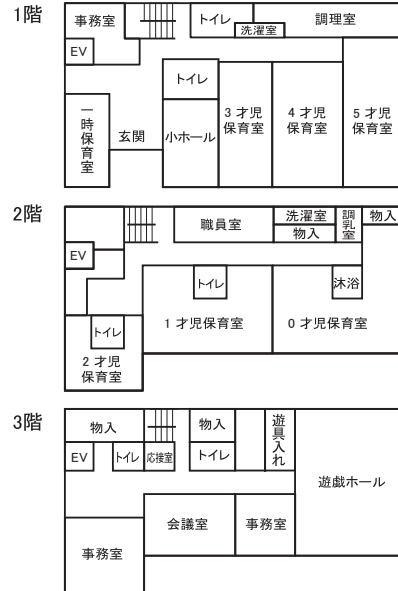 1階
事務室
トイレ
調理室
洗濯室
EV
トイレ
一時保育室
玄関
小ホール
3才児
保育室
4才児
保育室
5才児
保育室
2階
職員室
洗濯室
物入
調乳室
物入
EV
トイレ
沐浴
トイレ
1才児保育室
0才児保育室
2才児
保育室
3階
物入
物入
遊具入れ
EV
トイレ
応接室
トイレ
遊戯ホール
会議室
事務室
事務室